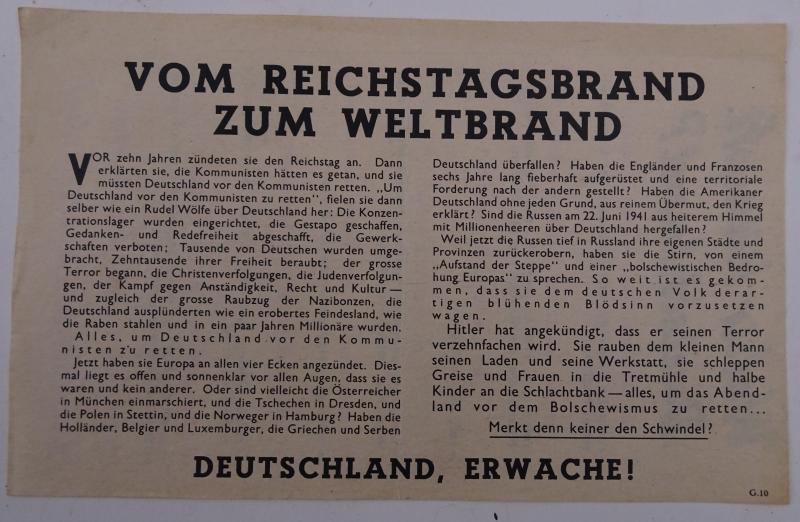 VOM REICHSTAGSBRAND
ZUM WELTBRAND
VOR zehn Jahren zündeten sie den Reichstag an. Dann
erklärten sie, die Kommunisten hätten es getan, und sie
müssten Deutschland vor den Kommunisten retten. „Um
Deutschland vor den Kommunisten zu retten“, fielen sie dann
selber wie ein Rudel Wölfe über Deutschland her: Die Konzen-
trationslager wurden eingerichtet, die Gestapo geschaffen,
Gedanken- und Redefreiheit abgeschafft, die Gewerk-
schaften verboten; Tausende von Deutschen wurden umge-
bracht, Zehntausende ihrer Freiheit beraubt; der grosse
Terror begann, die Christenverfolgungen, die Judenverfolgun-
gen, der Kampf gegen Anständigkeit, Recht und Kultur—
und zugleich der grosse Raubzug der Nazibonzen, die
Deutschland ausplünderten wie ein erobertes Feindesland, wie
die Raben stahlen und in ein paar Jahren Millionäre wurden.
Alles, um Deutschland vor den Kommu-
nisten zu retten.
Jetzt haben sie Europa an allen vier Ecken angezündet. Dies-
mal liegt es offen und sonnenklar vor allen Augen, dass sie es
waren und kein anderer. Oder sind vielleicht die Österreicher
in München einmarschiert, und die Tschechen in Dresden, und
die Polen in Stettin, und die Norweger in Hamburg? Haben die
Holländer, Belgier und Luxemburger, die Griechen und Serben
Deutschland überfallen? Haben die Engländer und Franzosen
sechs Jahre lang fieberhaft aufgerüstet und eine territoriale
Forderung nach der andern gestellt? Haben die Amerikaner
Deutschland ohne jeden Grund, aus reinem Übermut, den Krieg
erklärt? Sind die Russen am 22. Juni 1941 aus heiterem Himmel
mit Millionenheeren über Deutschland hergefallen?
Weil jetzt die Russen tief in Russland ihre eigenen Städte und
Provinzen zurückerobern, haben sie die Stirn, von einem
„Aufstand der Steppe“ und einer „bolschewistischen Bedro-
hung Europas“ zu sprechen. So weit ist es gekom-
men, dass sie dem deutschen Volk derar-
tigen blühenden Blödsinn vorzusetzen
wagen.
Hitler hat angekündigt, dass er seinen Terror
verzehnfachen wird. Sie rauben dem kleinen Mann
seinen Laden und seine Werkstatt, sie schleppen
Greise und Frauen in die Tretmühle und halbe
Kinder an die Schlachtbank—alles, um das Abend-
land vor dem Bolschewismus zu retten...
Merkt denn keiner den Schwindel?
DEUTSCHLAND, ERWACHE!
G.10